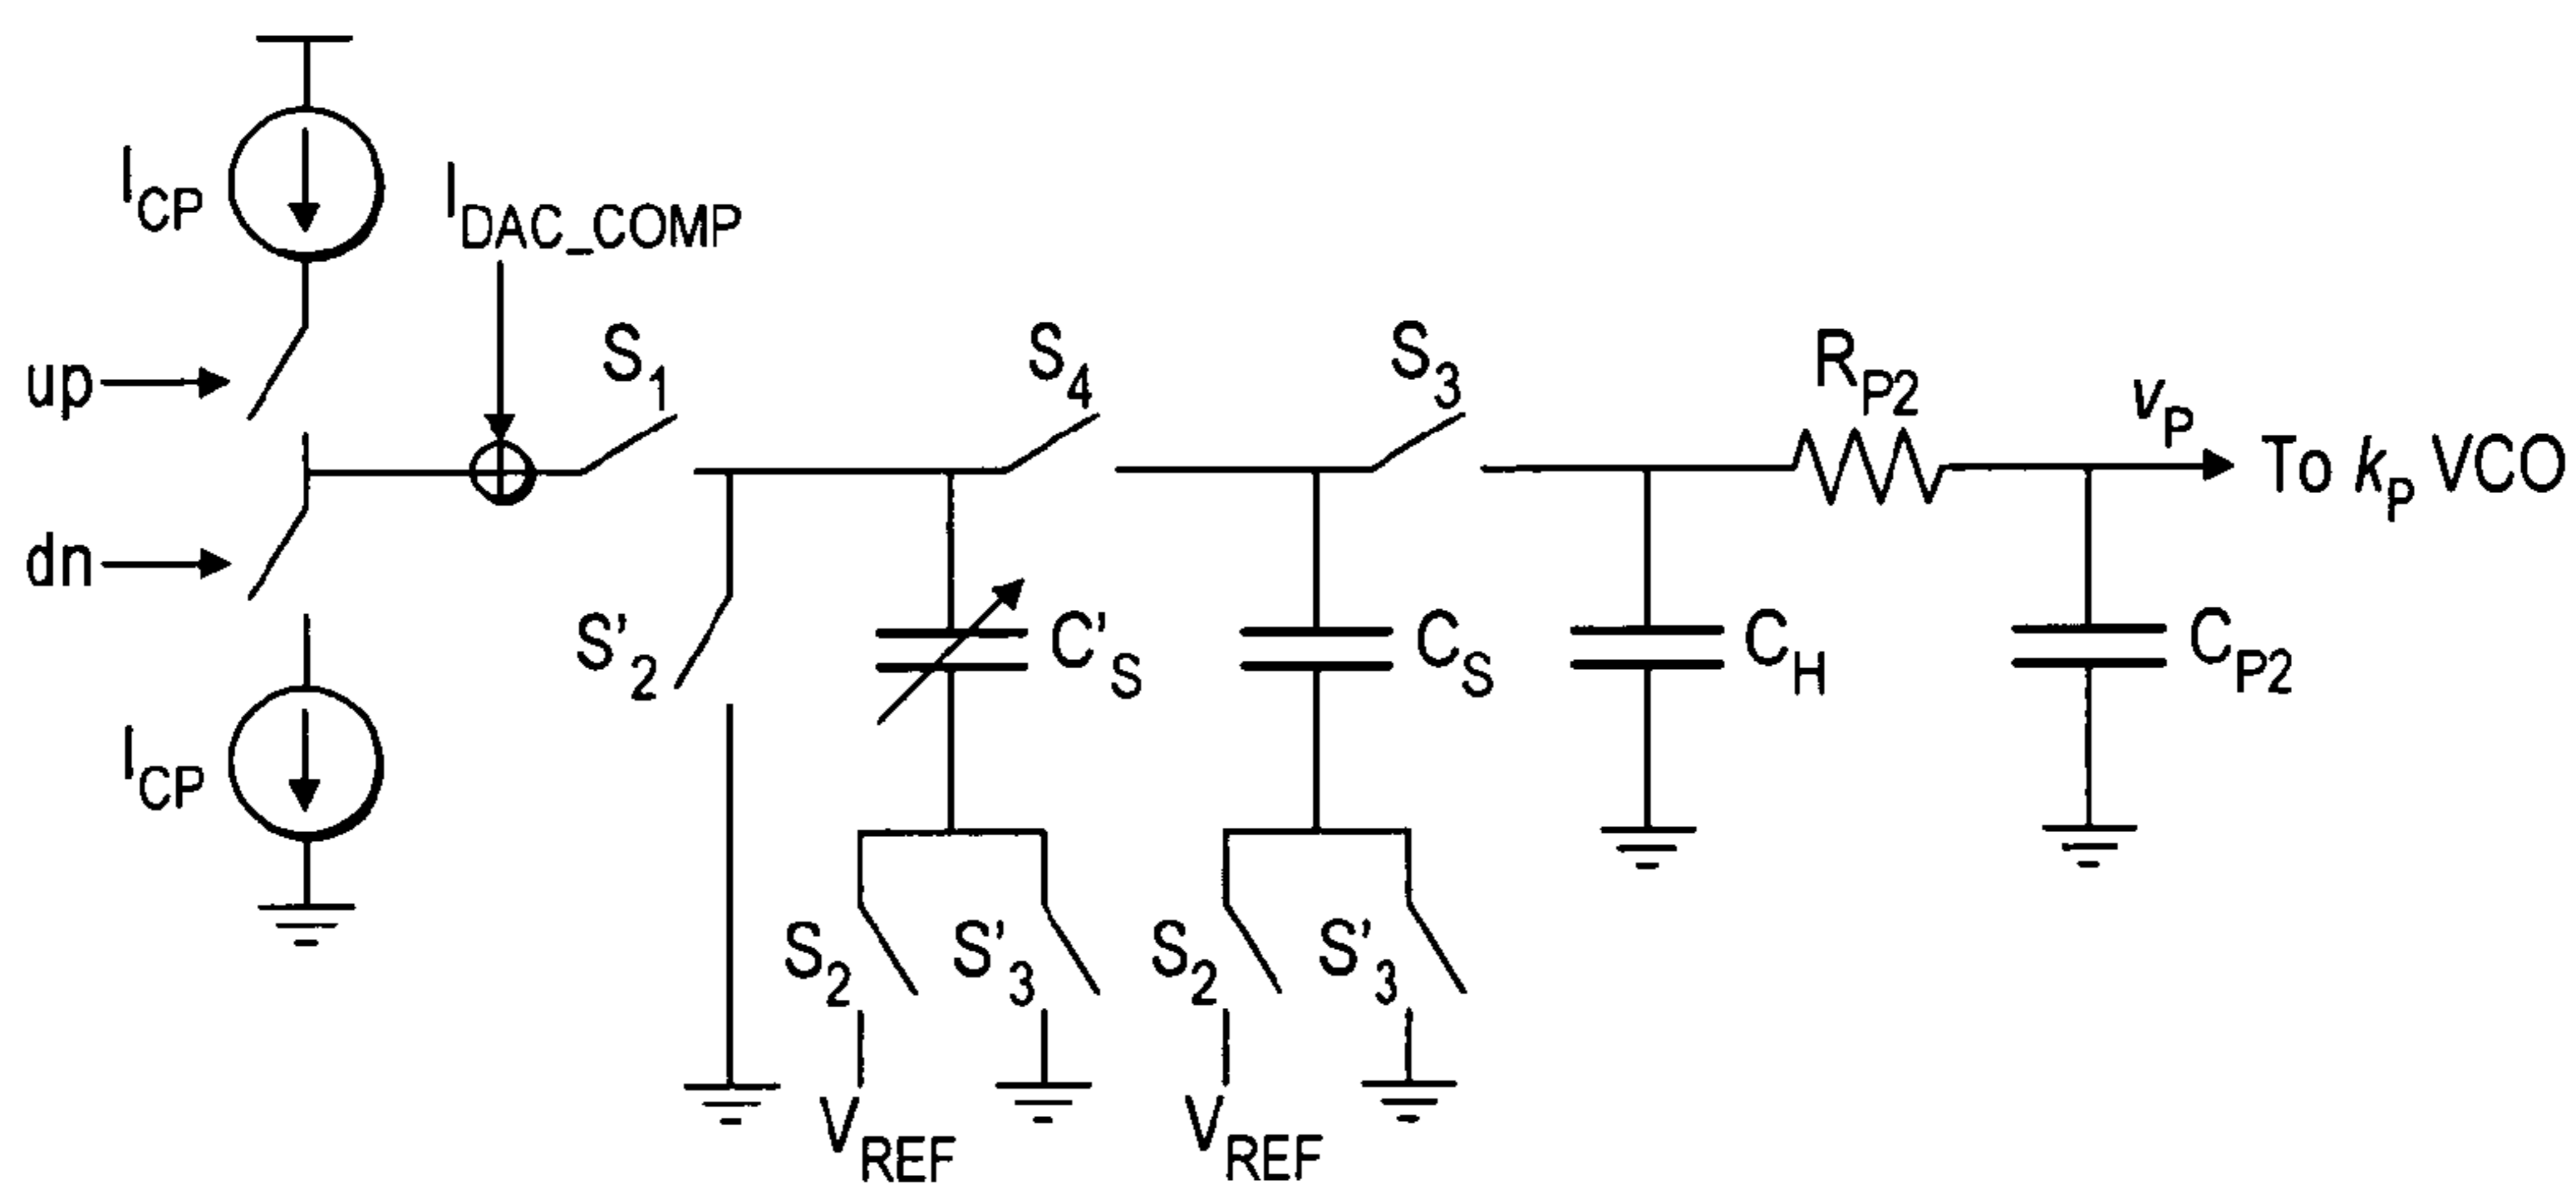 I_CP
I_DAC_COMP
up
S_1
S_4
S_3
R_P2
v_P
To k_P VCO
dn
S'_2
C'_S
C_S
C_H
C_P2
I_CP
S_2
S'_3
S_2
S'_3
V_REF
V_REF